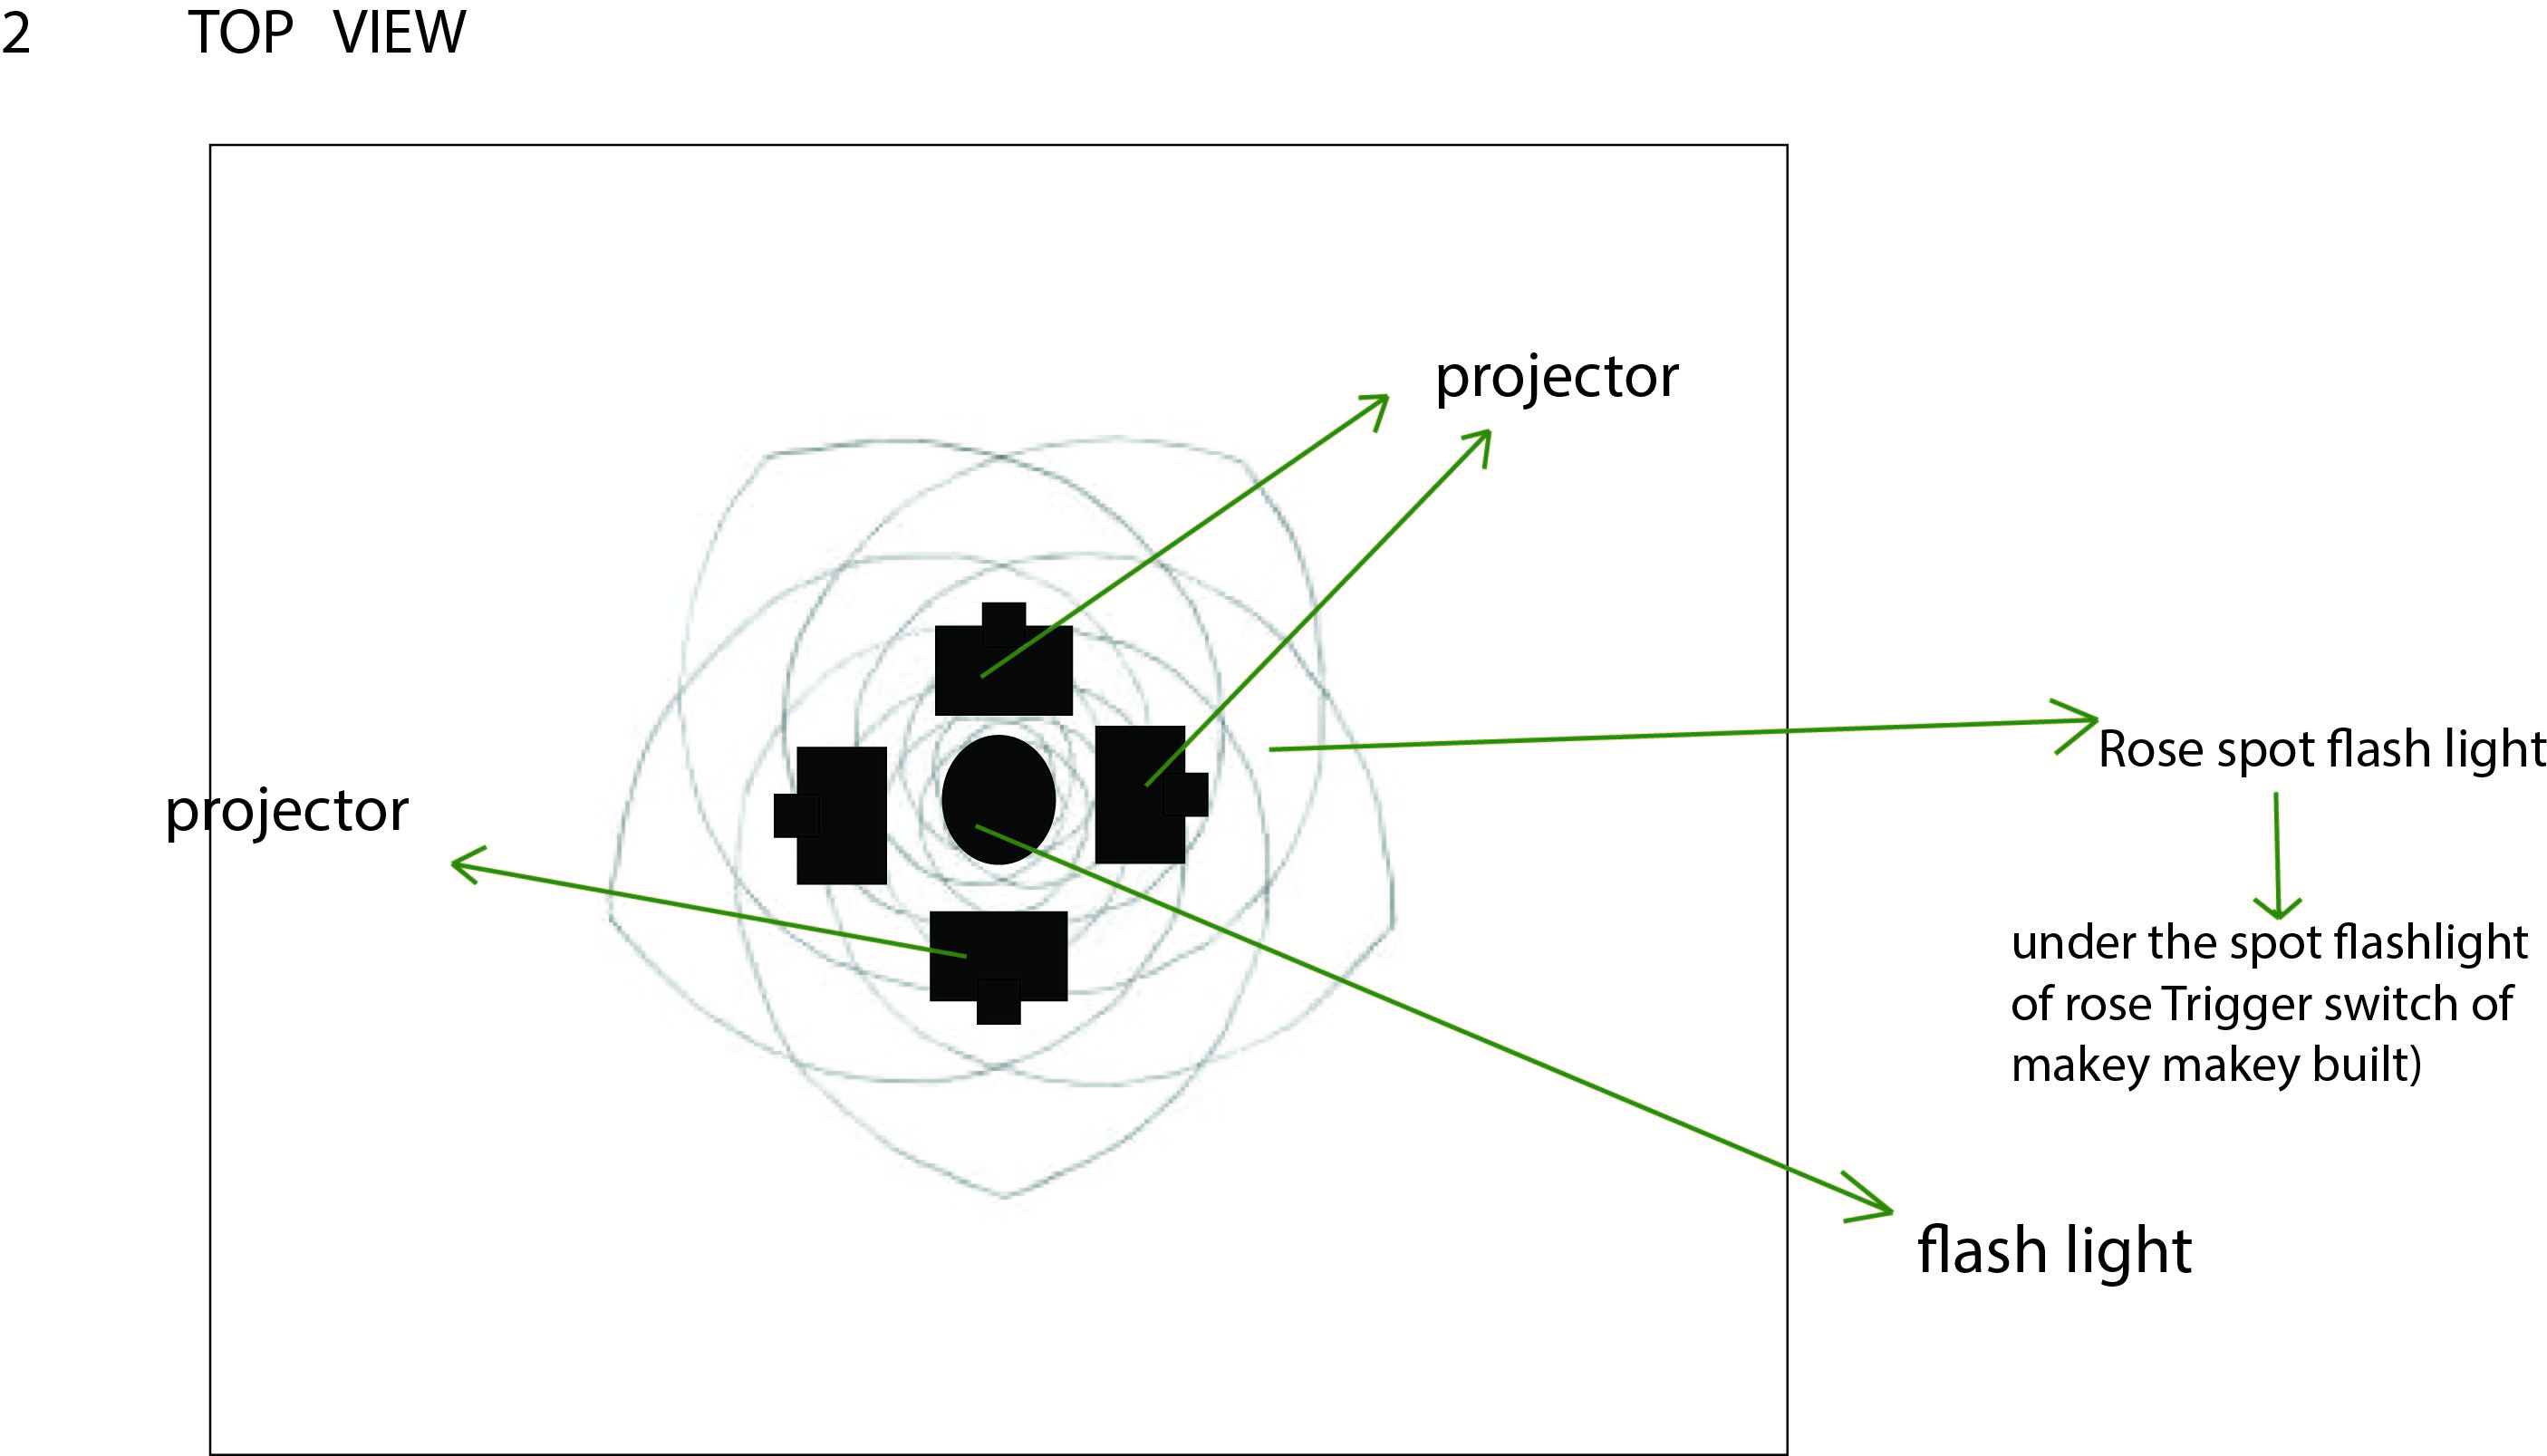 2 TOP VIEW
projector
projector
Rose spot flash light
under the spot flashlight
of rose Trigger switch of
makey makey built)
flash light